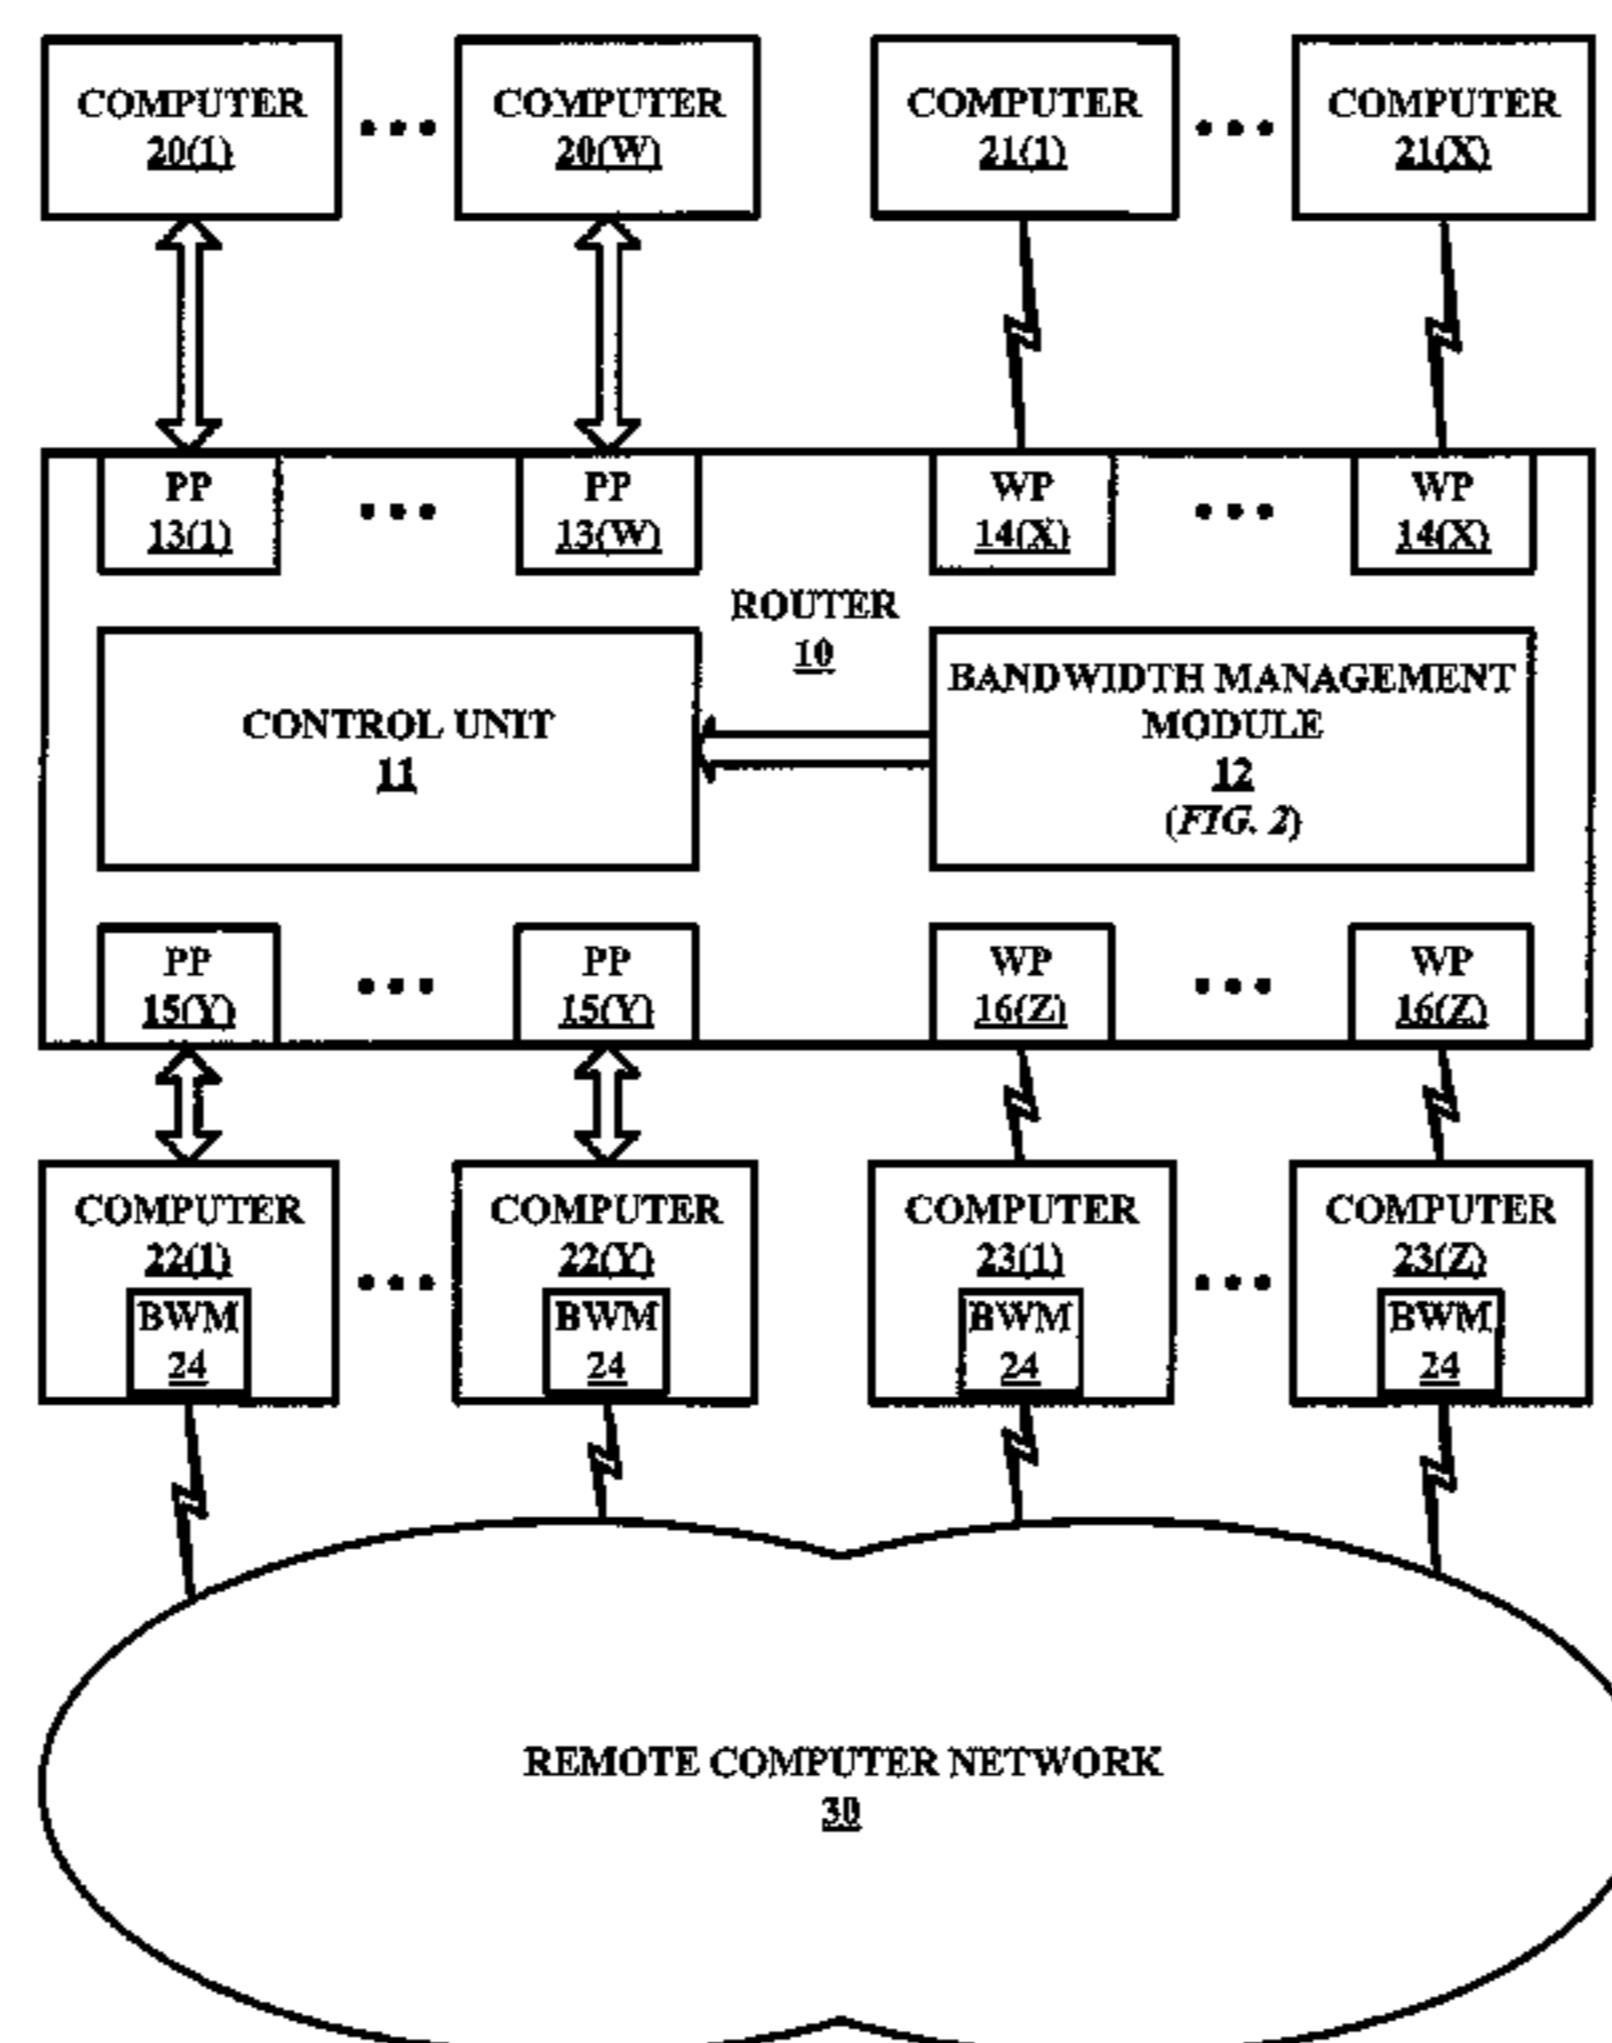 COMPUTER
20(1)
COMPUTER
20(W)
COMPUTER
21(1)
COMPUTER
21(X)
PP
13(1)
PP
13(W)
WP
14(X)
WP
14(X)
ROUTER
10
CONTROL UNIT
11
BANDWIDTH MANAGEMENT
MODULE
12
(FIG. 2)
PP
15(Y)
PP
15(Y)
WP
16(Z)
WP
16(Z)
COMPUTER
22(1)
BWM
24
COMPUTER
22(Y)
BWM
24
COMPUTER
23(1)
BWM
24
COMPUTER
23(Z)
BWM
24
REMOTE COMPUTER NETWORK
30